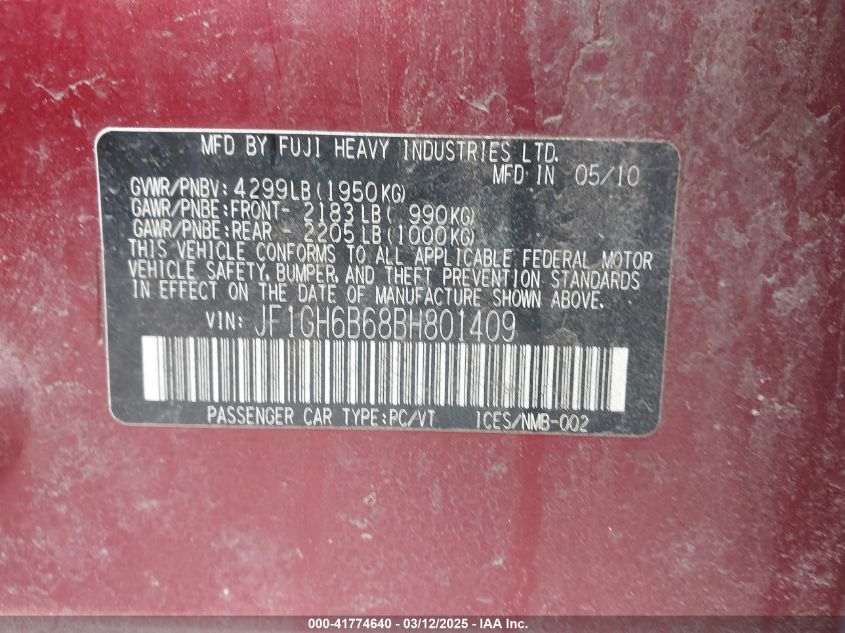 MFD BY FUJI HEAVY INDUSTRIES LTD.
MFD IN 05/10
GVWR/PNBV: 4299LB (1950KG)
GAWR/PNBE: FRONT- 2183LB ( 990KG)
GAWR/PNBE: REAR - 2205LB (1000KG)
THIS VEHICLE CONFORMS TO ALL APPLICABLE FEDERAL MOTOR
VEHICLE SAFETY, BUMPER, AND THEFT PREVENTION STANDARDS
IN EFFECT ON THE DATE OF MANUFACTURE SHOWN ABOVE.
VIN: JF1GH6B68BH801409
PASSENGER CAR TYPE:PC/VT ICES/NMB-002
000-41774640 - 03/12/2025 - IAA Inc.